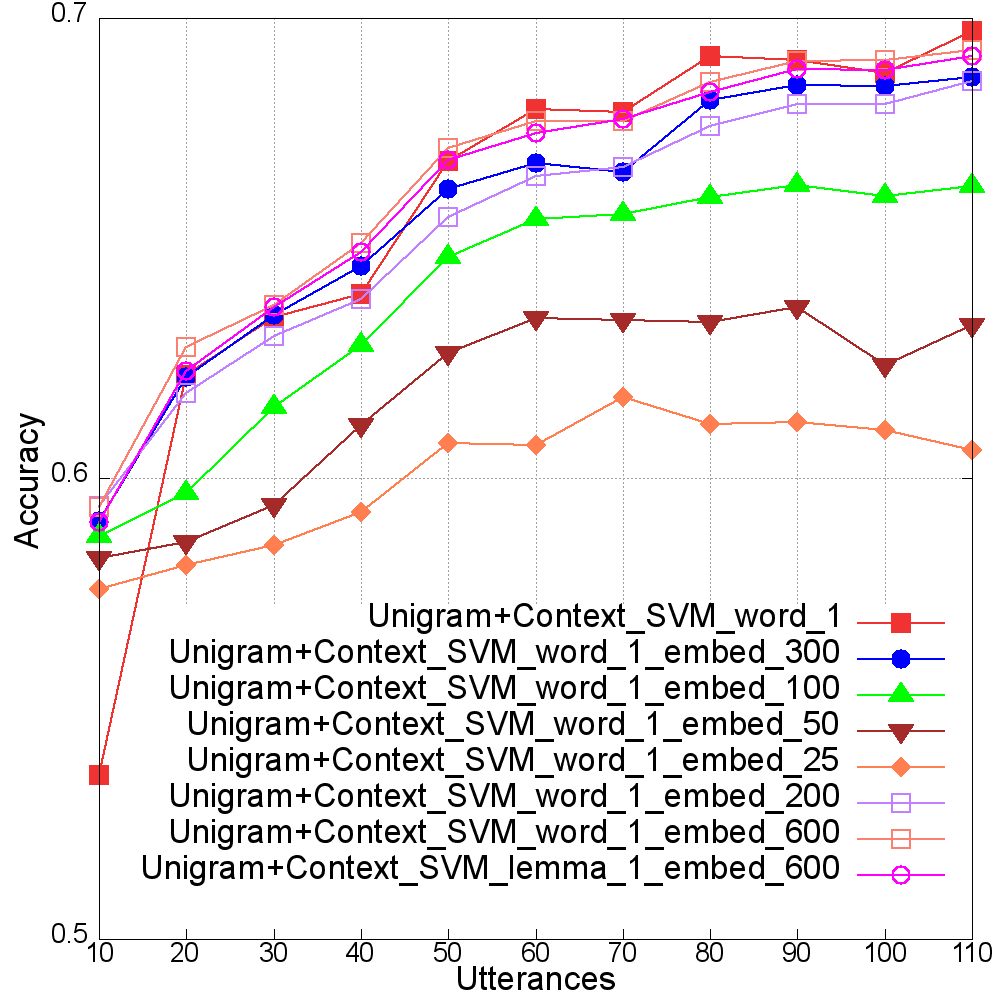 0.7
0.6
0.5
Accuracy
Unigram+Context_SVM_word_1
Unigram+Context_SVM_word_1_embed_300
Unigram+Context_SVM_word_1_embed_100
Unigram+Context_SVM_word_1_embed_50
Unigram+Context_SVM_word_1_embed_25
Unigram+Context_SVM_word_1_embed_200
Unigram+Context_SVM_word_1_embed_600
Unigram+Context_SVM_lemma_1_embed_600
10 20 30 40 50 60 70 80 90 100 110
Utterances